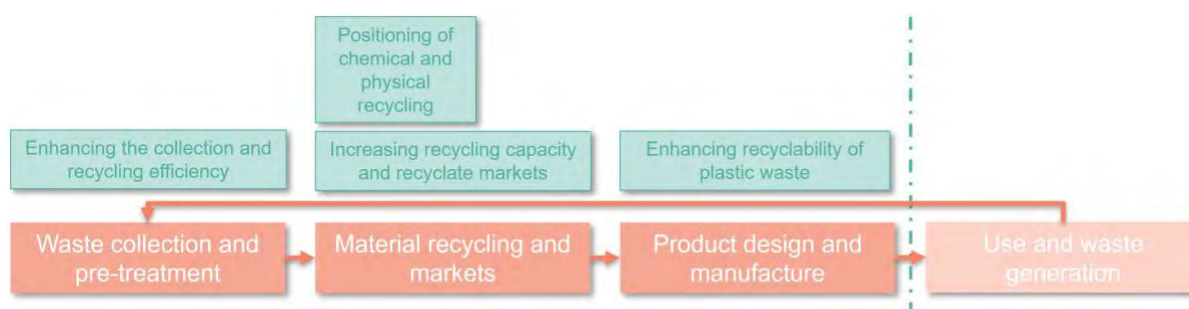 Positioning of
chemical and
physical
recycling
Enhancing the collection and
recycling efficiency
Increasing recycling capacity
and recyclate markets
Enhancing recyclability of
plastic waste
Waste collection and
pre-treatment
Material recycling and
markets
Product design and
manufacture
Use and waste
generation